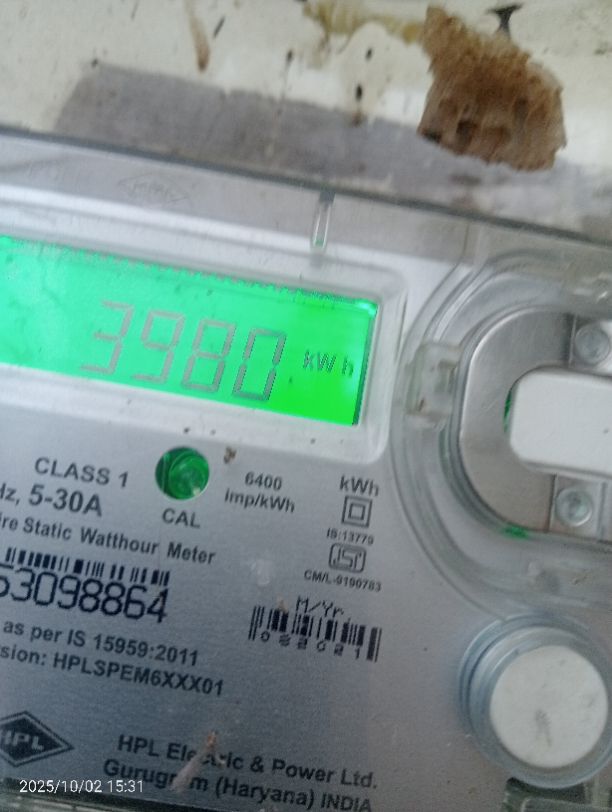 3980 kWh
CLASS 1
6400
Imp/kWh
kWh
Hz, 5-30A
CAL
IS:13779
ire Static Watthour Meter
ISI
CM/L-9190783
53098864
M/Yr.
082021
as per IS 15959:2011
sion: HPLSPEM6XXX01
HPL
HPL Electric & Power Ltd.
Gurugram (Haryana) INDIA
2025/10/02 15:31